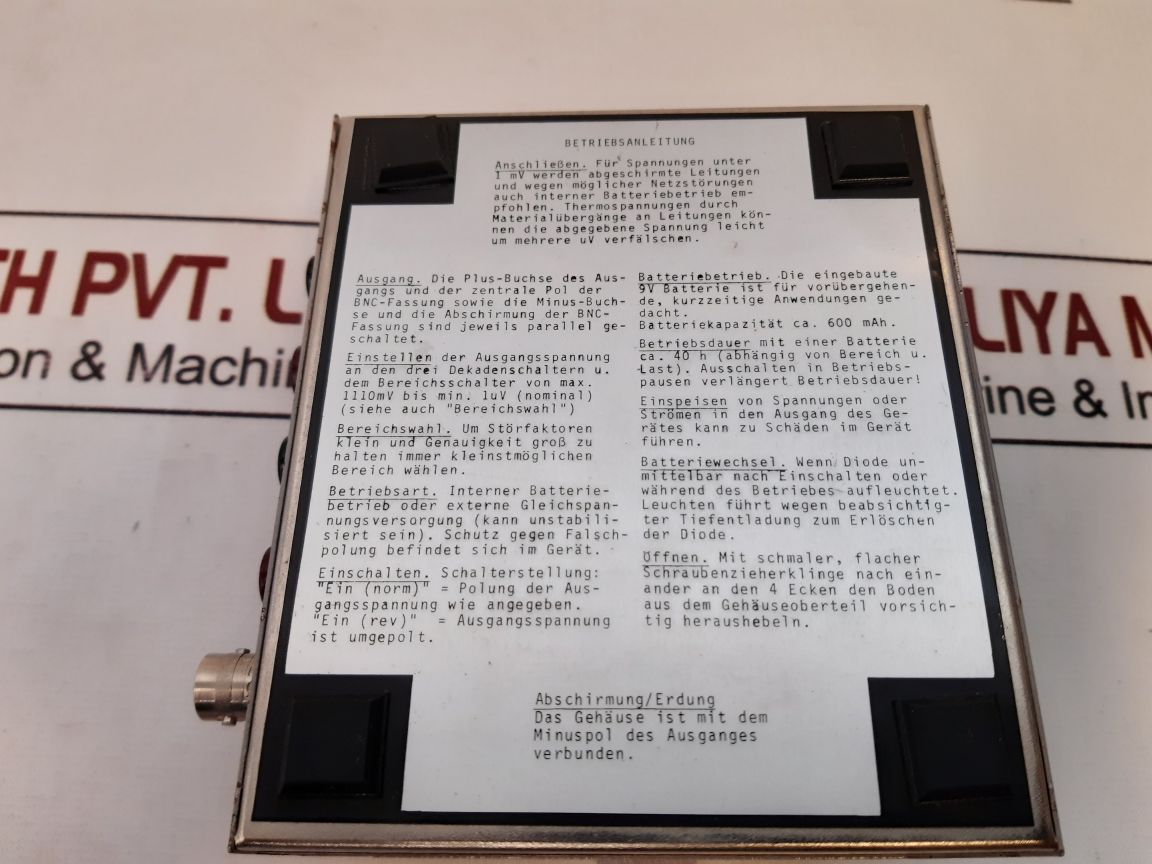 BETRIEBSANLEITUNG
Anschließen. Für Spannungen unter
1 mV werden abgeschirmte Leitungen
und wegen möglicher Netzstörungen
auch interner Batteriebetrieb em-
pfohlen. Thermospannungen durch
Materialübergänge an Leitungen kön-
nen die abgegebene Spannung leicht
um mehrere uV verfälschen.
Ausgang. Die Plus-Buchse des Aus-
gangs und der zentrale Pol der
BNC-Fassung sowie die Minus-Buch-
se und die Abschirmung der BNC-
Fassung sind jeweils parallel ge-
schaltet.
Einstellen der Ausgangsspannung
an den drei Dekadenschaltern u.
dem Bereichsschalter von max.
1110mV bis min. 1uV (nominal)
(siehe auch "Bereichswahl")
Bereichswahl. Um Störfaktoren
klein und Genauigkeit groß zu
halten immer kleinstmöglichen
Bereich wählen.
Betriebsart. Interner Batterie-
betrieb oder externe Gleichspan-
nungsversorgung (kann unstabili-
siert sein). Schutz gegen Falsch-
polung befindet sich im Gerät.
Einschalten. Schalterstellung:
"Ein (norm)" = Polung der Aus-
gangsspannung wie angegeben.
"Ein (rev)" = Ausgangsspannung
ist umgepolt.
Batteriebetrieb. Die eingebaute
9V Batterie ist für vorübergehen-
de, kurzzeitige Anwendungen ge-
dacht.
Batteriekapazität ca. 600 mAh.
Betriebsdauer mit einer Batterie
ca. 40 h (abhängig von Bereich u.
Last). Ausschalten in Betriebs-
pausen verlängert Betriebsdauer!
Einspeisen von Spannungen oder
Strömen in den Ausgang des Ge-
rätes kann zu Schäden im Gerät
führen.
Batteriewechsel. Wenn Diode un-
mittelbar nach Einschalten oder
während des Betriebes aufleuchtet.
Leuchten führt wegen beabsichtig-
ter Tiefentladung zum Erlöschen
der Diode.
Öffnen. Mit schmaler, flacher
Schraubenzieherklinge nach ein-
ander an den 4 Ecken den Boden
aus dem Gehäuseoberteil vorsich-
tig heraushebeln.
Abschirmung/Erdung
Das Gehäuse ist mit dem
Minuspol des Ausganges
verbunden.
TH PVT.
on & Machi
LIYA M
ine & In